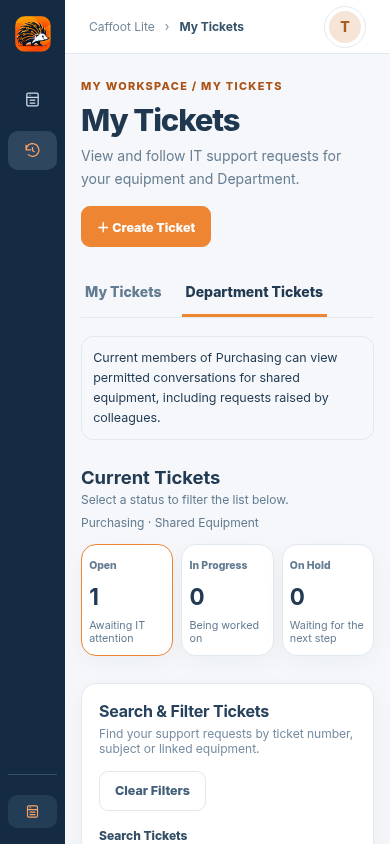 Caffoot Lite › My Tickets
T
MY WORKSPACE / MY TICKETS
My Tickets
View and follow IT support requests for
your equipment and Department.
+ Create Ticket
My Tickets
Department Tickets
Current members of Purchasing can view
permitted conversations for shared
equipment, including requests raised by
colleagues.
Current Tickets
Select a status to filter the list below.
Purchasing · Shared Equipment
Open
1
Awaiting IT
attention
In Progress
0
Being worked
on
On Hold
0
Waiting for the
next step
Search & Filter Tickets
Find your support requests by ticket number,
subject or linked equipment.
Clear Filters
Search Tickets